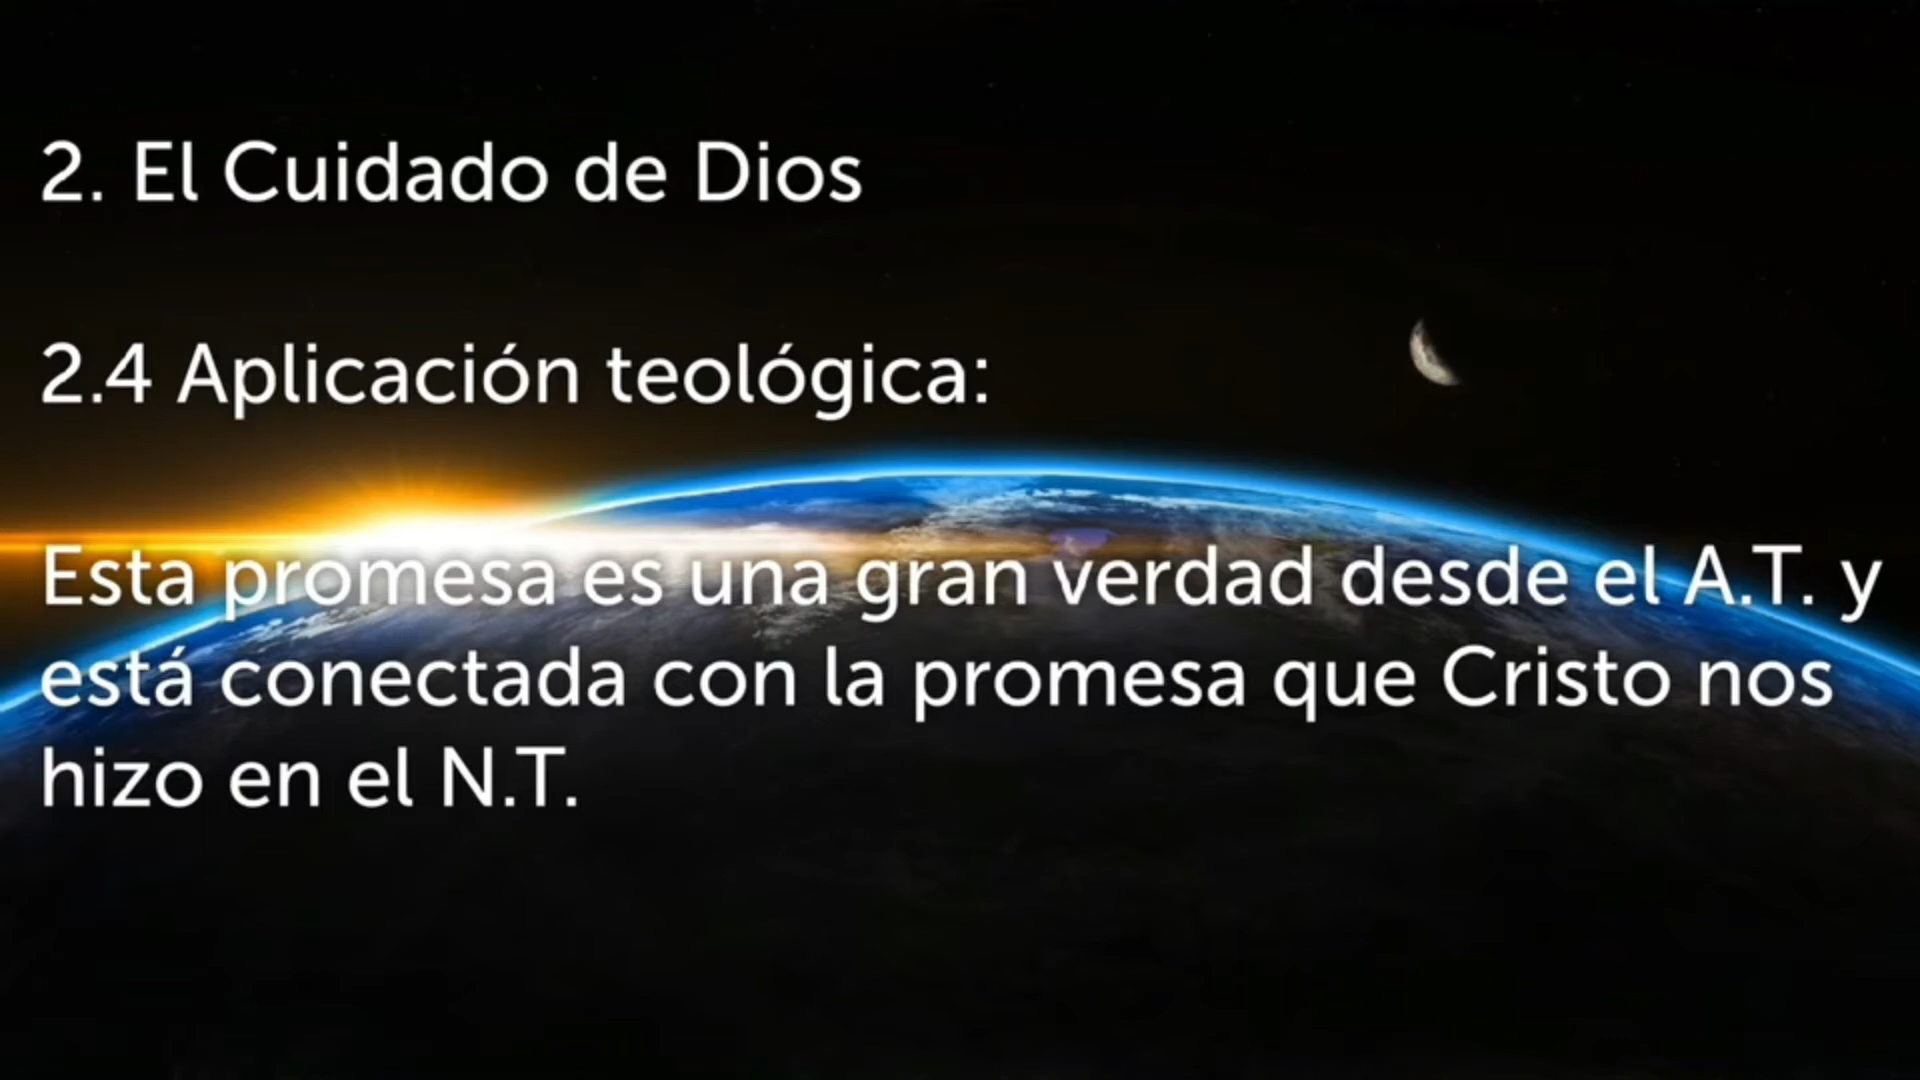 2. El Cuidado de Dios
2.4 Aplicación teológica:
Esta promesa es una gran verdad desde el A.T. y
está conectada con la promesa que Cristo nos
hizo en el N.T.